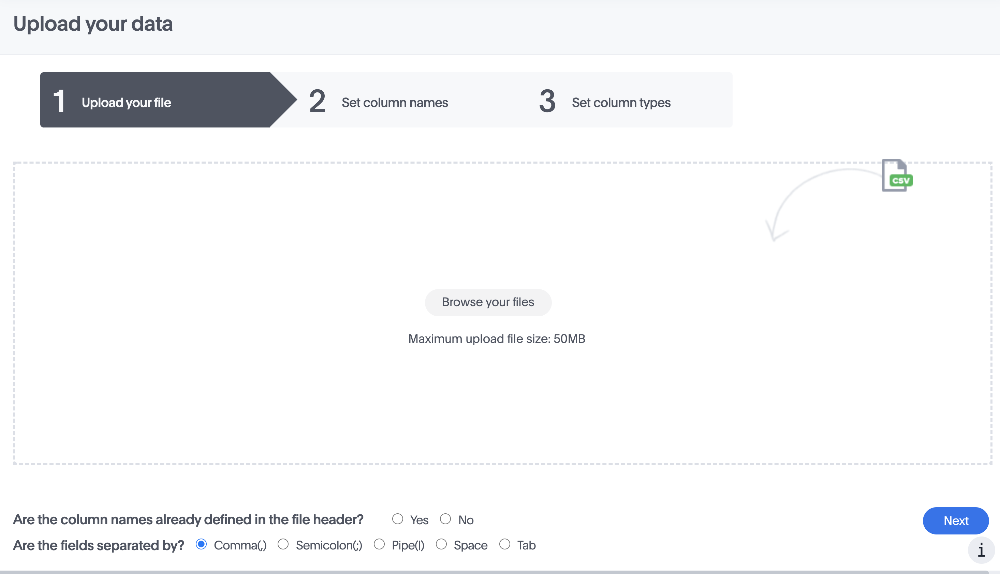 Upload your data
1 Upload your file 2 Set column names 3 Set column types
CSV
Browse your files
Maximum upload file size: 50MB
Are the column names already defined in the file header? Yes No
Next
Are the fields separated by? Comma(,) Semicolon(;) Pipe(|) Space Tab
i